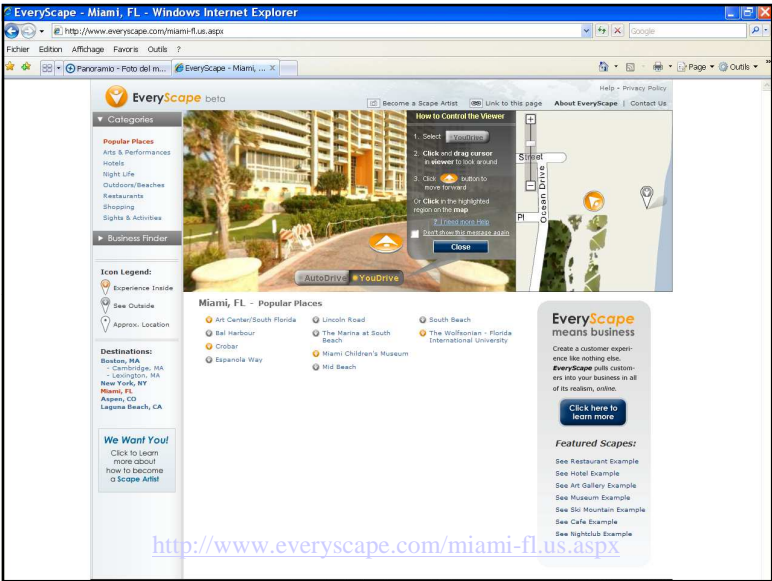 EveryScape - Miami, FL - Windows Internet Explorer
http://www.everyscape.com/miami-fl.us.aspx
Google
Fichier Edition Affichage Favoris Outils ?
Panoramio - Foto del m...
EveryScape - Miami, ...
Page
Outils
EveryScape beta
Help - Privacy Policy
Become a Scape Artist
Link to this page
About EveryScape | Contact Us
Categories
Popular Places
Arts & Performances
Hotels
Night Life
Outdoors/Beaches
Restaurants
Shopping
Sights & Activities
Business Finder
Icon Legend:
Experience Inside
See Outside
Approx. Location
Destinations:
Boston, MA
- Cambridge, MA
- Lexington, MA
New York, NY
Miami, FL
Aspen, CO
Laguna Beach, CA
We Want You!
Click to Learn
more about
how to become
a Scape Artist
How to Control the Viewer
1. Select YouDrive
2. Click and drag cursor
in viewer to look around
3. Click button to
move forward
Or Click in the highlighted
region on the map
? I need more Help
Don't show this message again
Close
AutoDrive
YouDrive
Street
Ocean Drive
Pl
Miami, FL - Popular Places
Art Center/South Florida
Bal Harbour
Crobar
Espanola Way
Lincoln Road
The Marina at South
Beach
Miami Children's Museum
Mid Beach
South Beach
The Wolfsonian - Florida
International University
EveryScape
means business
Create a customer experi-
ence like nothing else.
EveryScape pulls custom-
ers into your business in all
of its realism, online.
Click here to
learn more
Featured Scapes:
See Restaurant Example
See Hotel Example
See Art Gallery Example
See Museum Example
See Ski Mountain Example
See Cafe Example
See Nightclub Example
http://www.everyscape.com/miami-fl.us.aspx